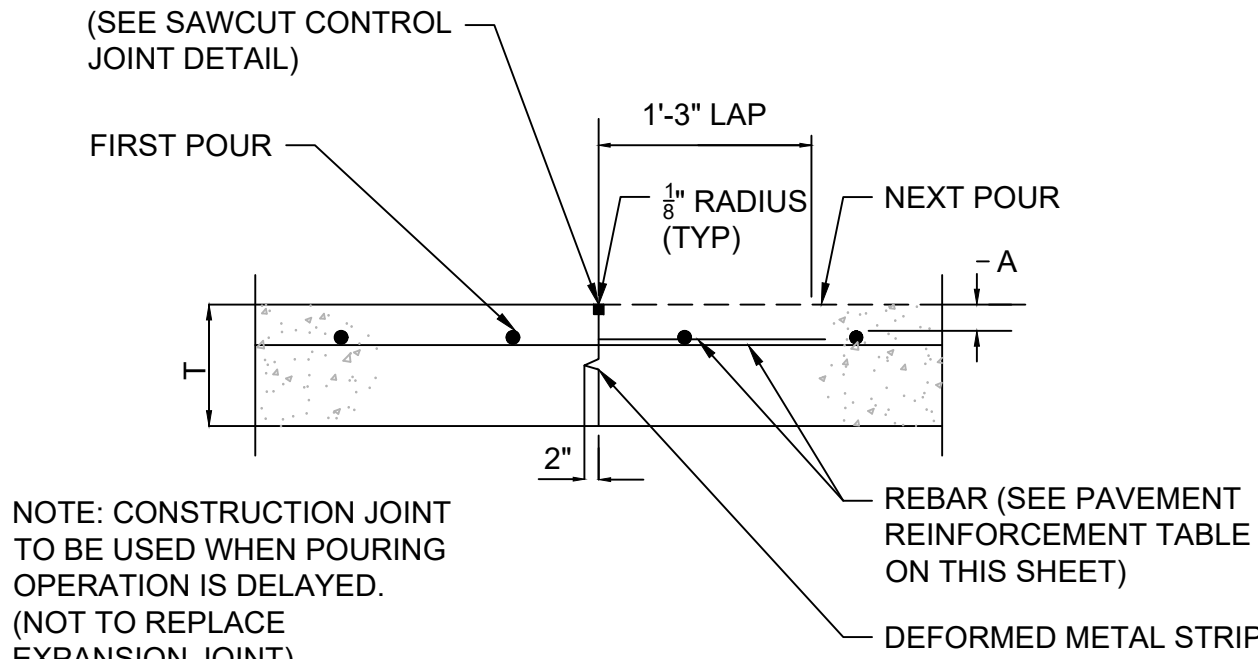 (SEE SAWCUT CONTROL
JOINT DETAIL)
1'-3" LAP
FIRST POUR
1/8" RADIUS
(TYP)
NEXT POUR
A
T
2"
NOTE: CONSTRUCTION JOINT
TO BE USED WHEN POURING
OPERATION IS DELAYED.
(NOT TO REPLACE
EXPANSION JOINT)
REBAR (SEE PAVEMENT
REINFORCEMENT TABLE
ON THIS SHEET)
DEFORMED METAL STRIP